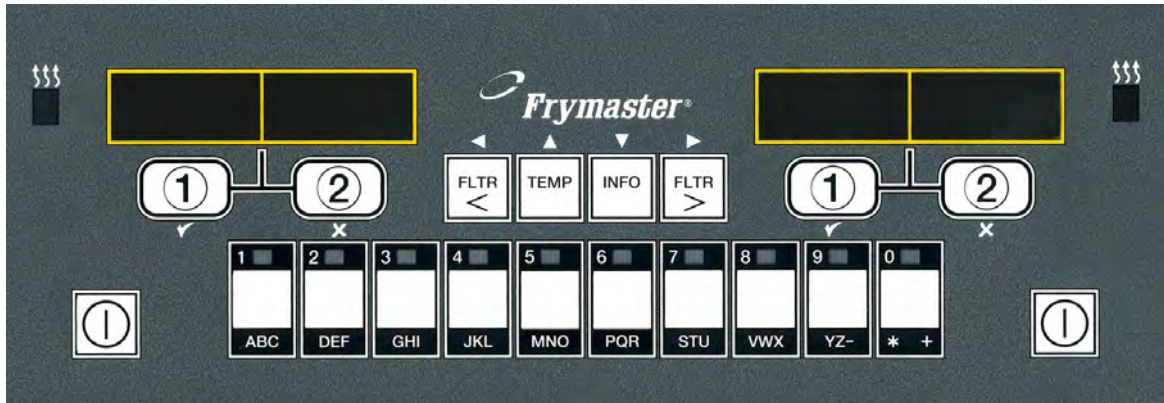 Frymaster®
1 2 1 2
FLTR < TEMP INFO FLTR >
1 2 3 4 5 6 7 8 9 0
ABC DEF GHI JKL MNO PQR STU VWX YZ- * +